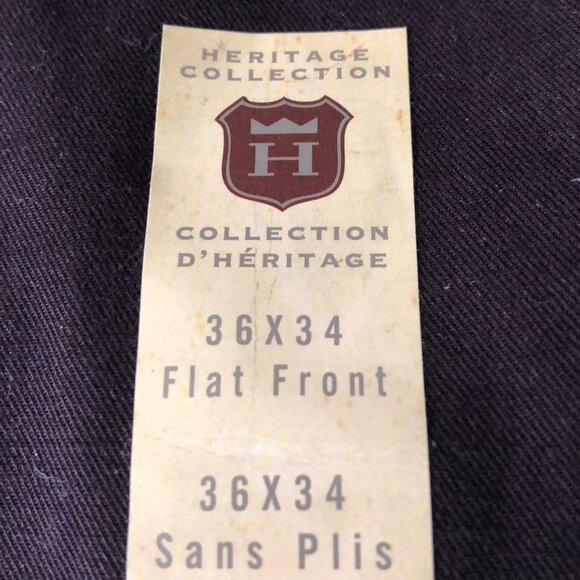 HERITAGE
COLLECTION
H
COLLECTION
D'HÉRITAGE
36X34
Flat Front
36X34
Sans Plis